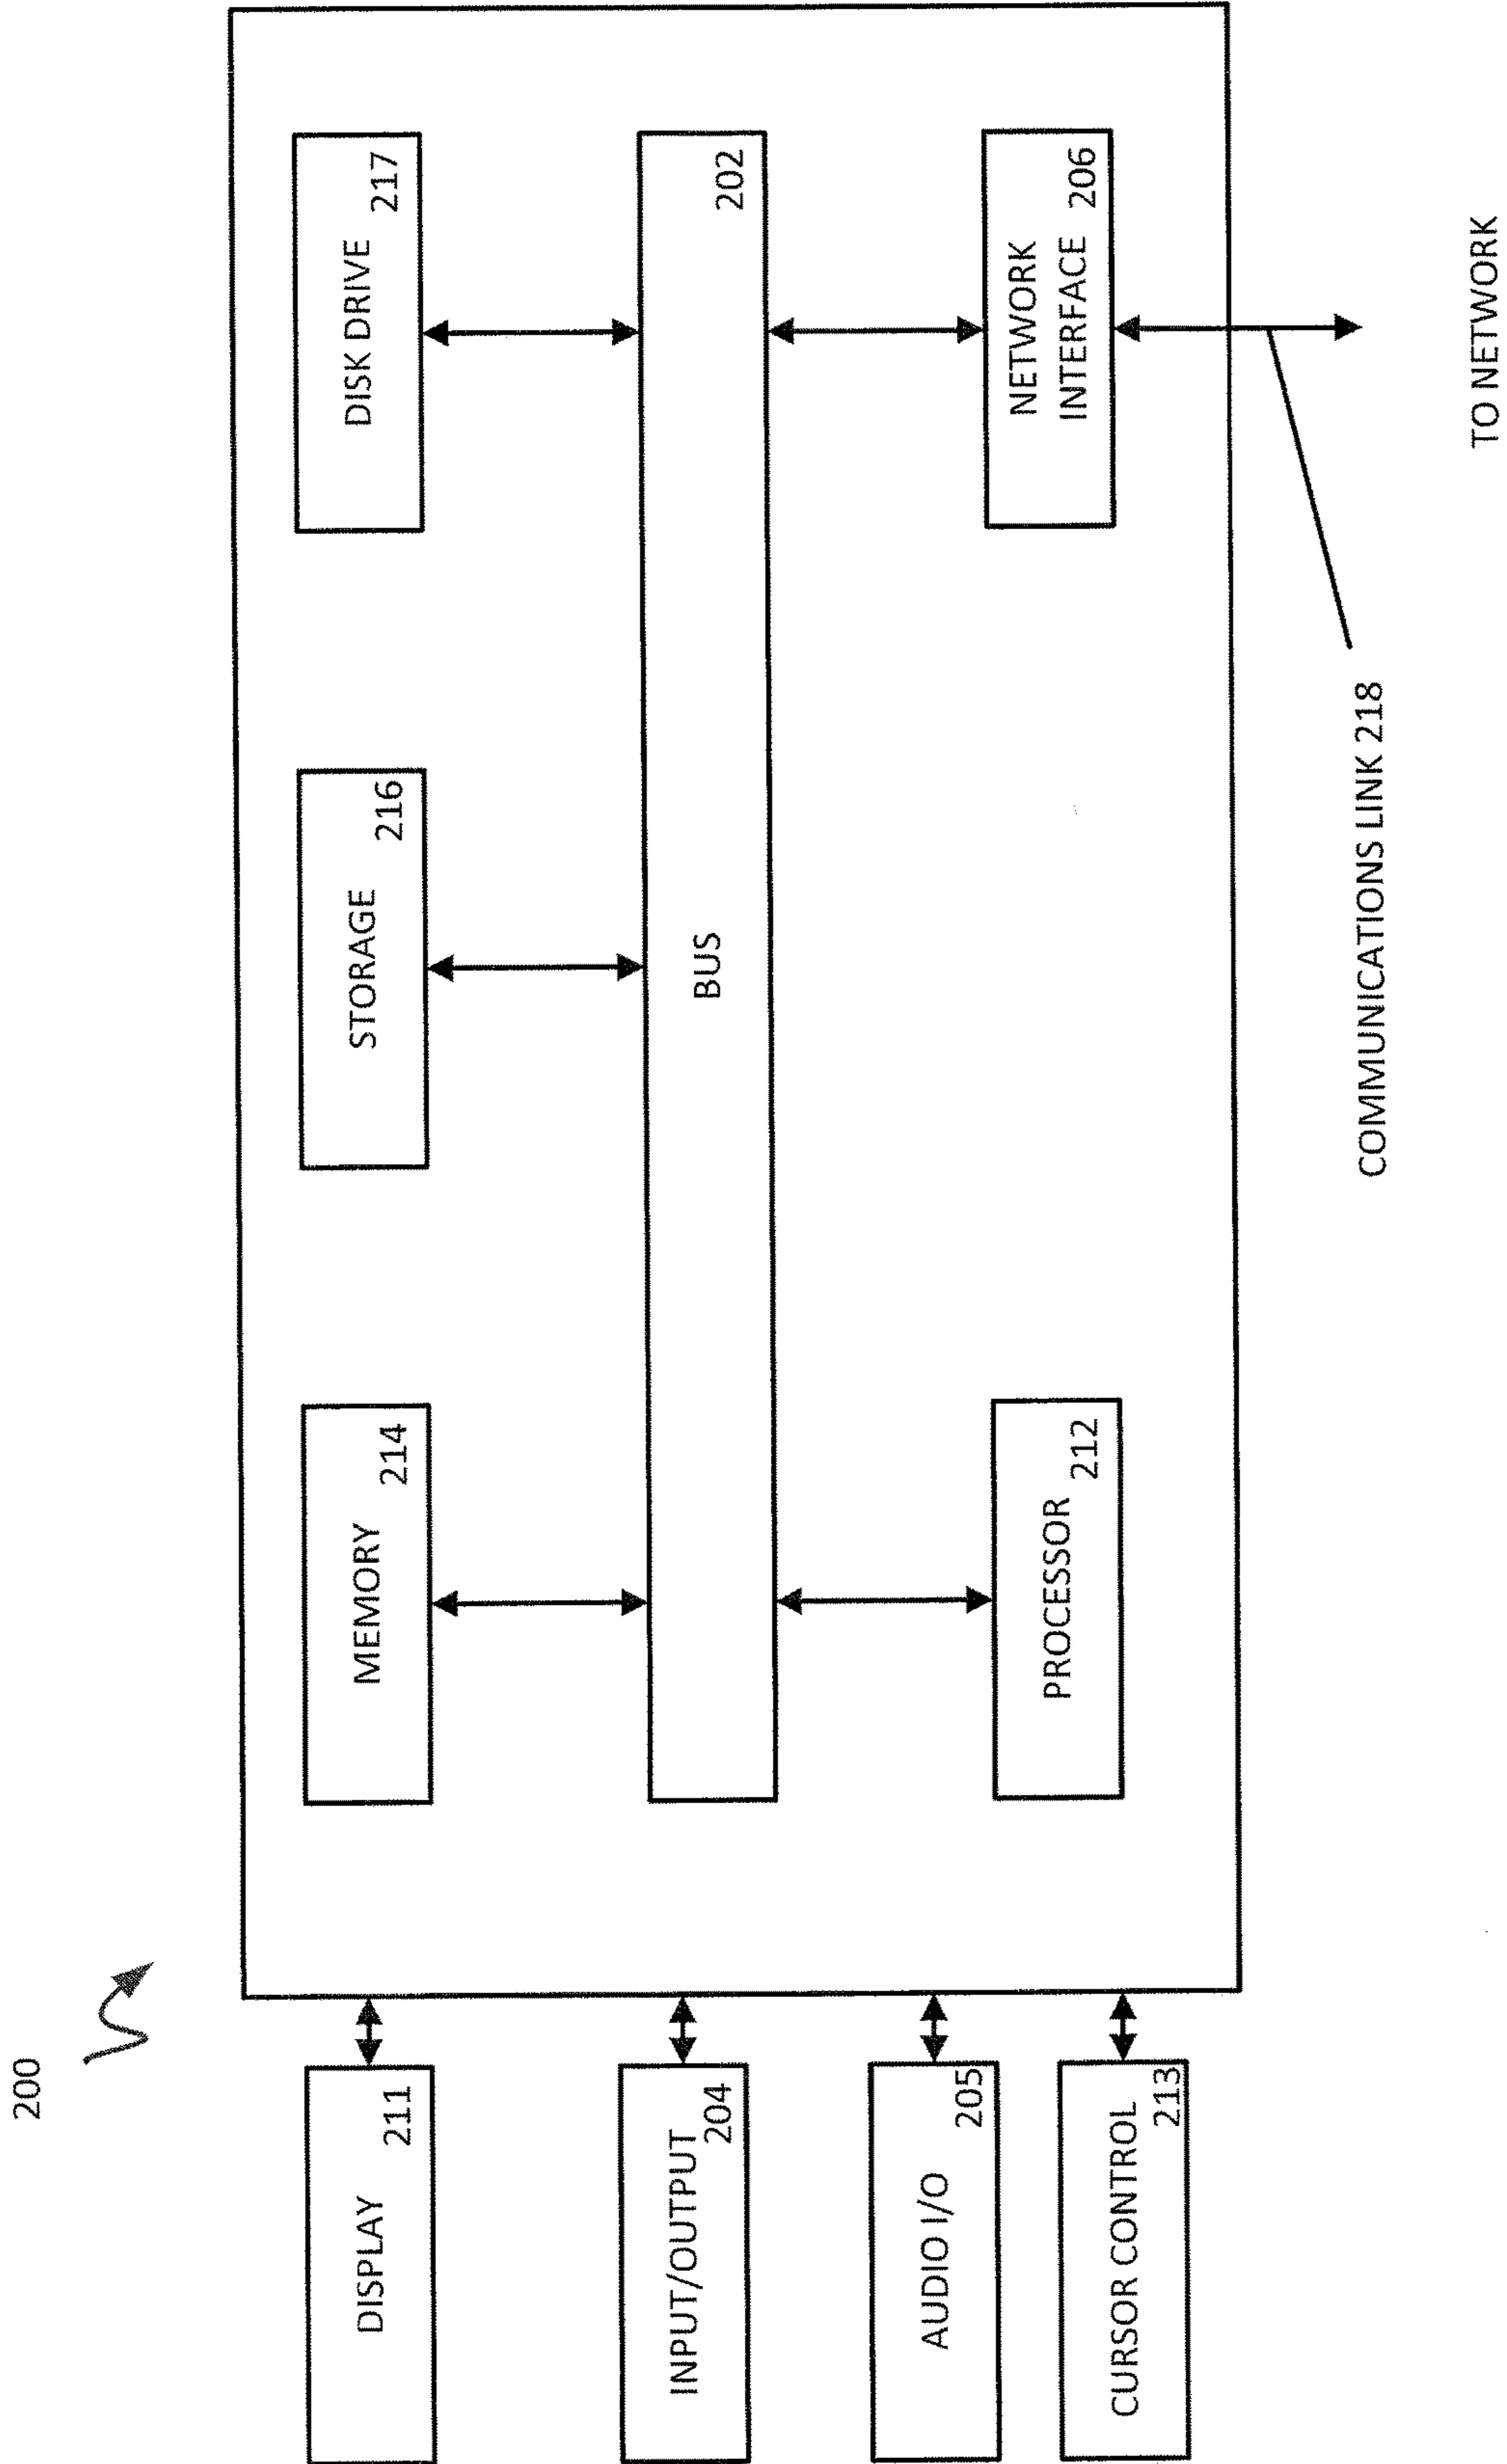 200
DISPLAY
211
INPUT/OUTPUT
204
AUDIO I/O
205
CURSOR CONTROL
213
MEMORY
214
STORAGE
216
DISK DRIVE
217
BUS
202
PROCESSOR
212
NETWORK
INTERFACE
206
COMMUNICATIONS LINK 218
TO NETWORK